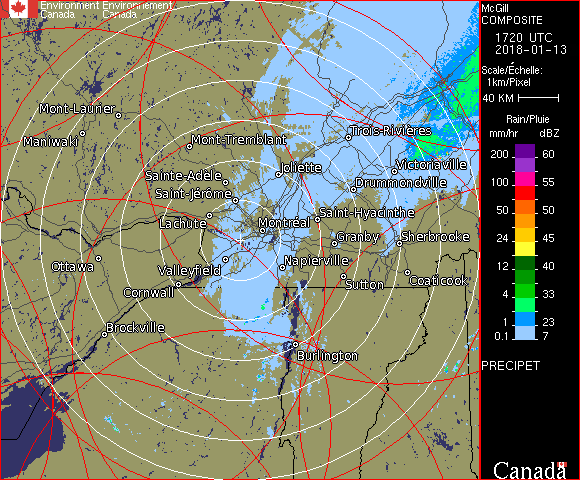 Environment Environnement
Canada Canada
McGill
COMPOSITE
1720 UTC
2018-01-13
Scale/Échelle:
1km/Pixel
40 KM
Rain/Pluie
mm/hr dBZ
200 60
100 55
50 50
24 45
12 40
4 33
1 23
0.1 7
PRECIPET
Canada
Mont-Laurier
Maniwaki
Mont-Tremblant
Trois-Rivières
Joliette
Victoriaville
Sainte-Adèle
Drummondville
Saint-Jérôme
Saint-Hyacinthe
Lachute
Montréal
Granby
Sherbrooke
Ottawa
Valleyfield
Napierville
Sutton
Coaticook
Cornwall
Brockville
Burlington